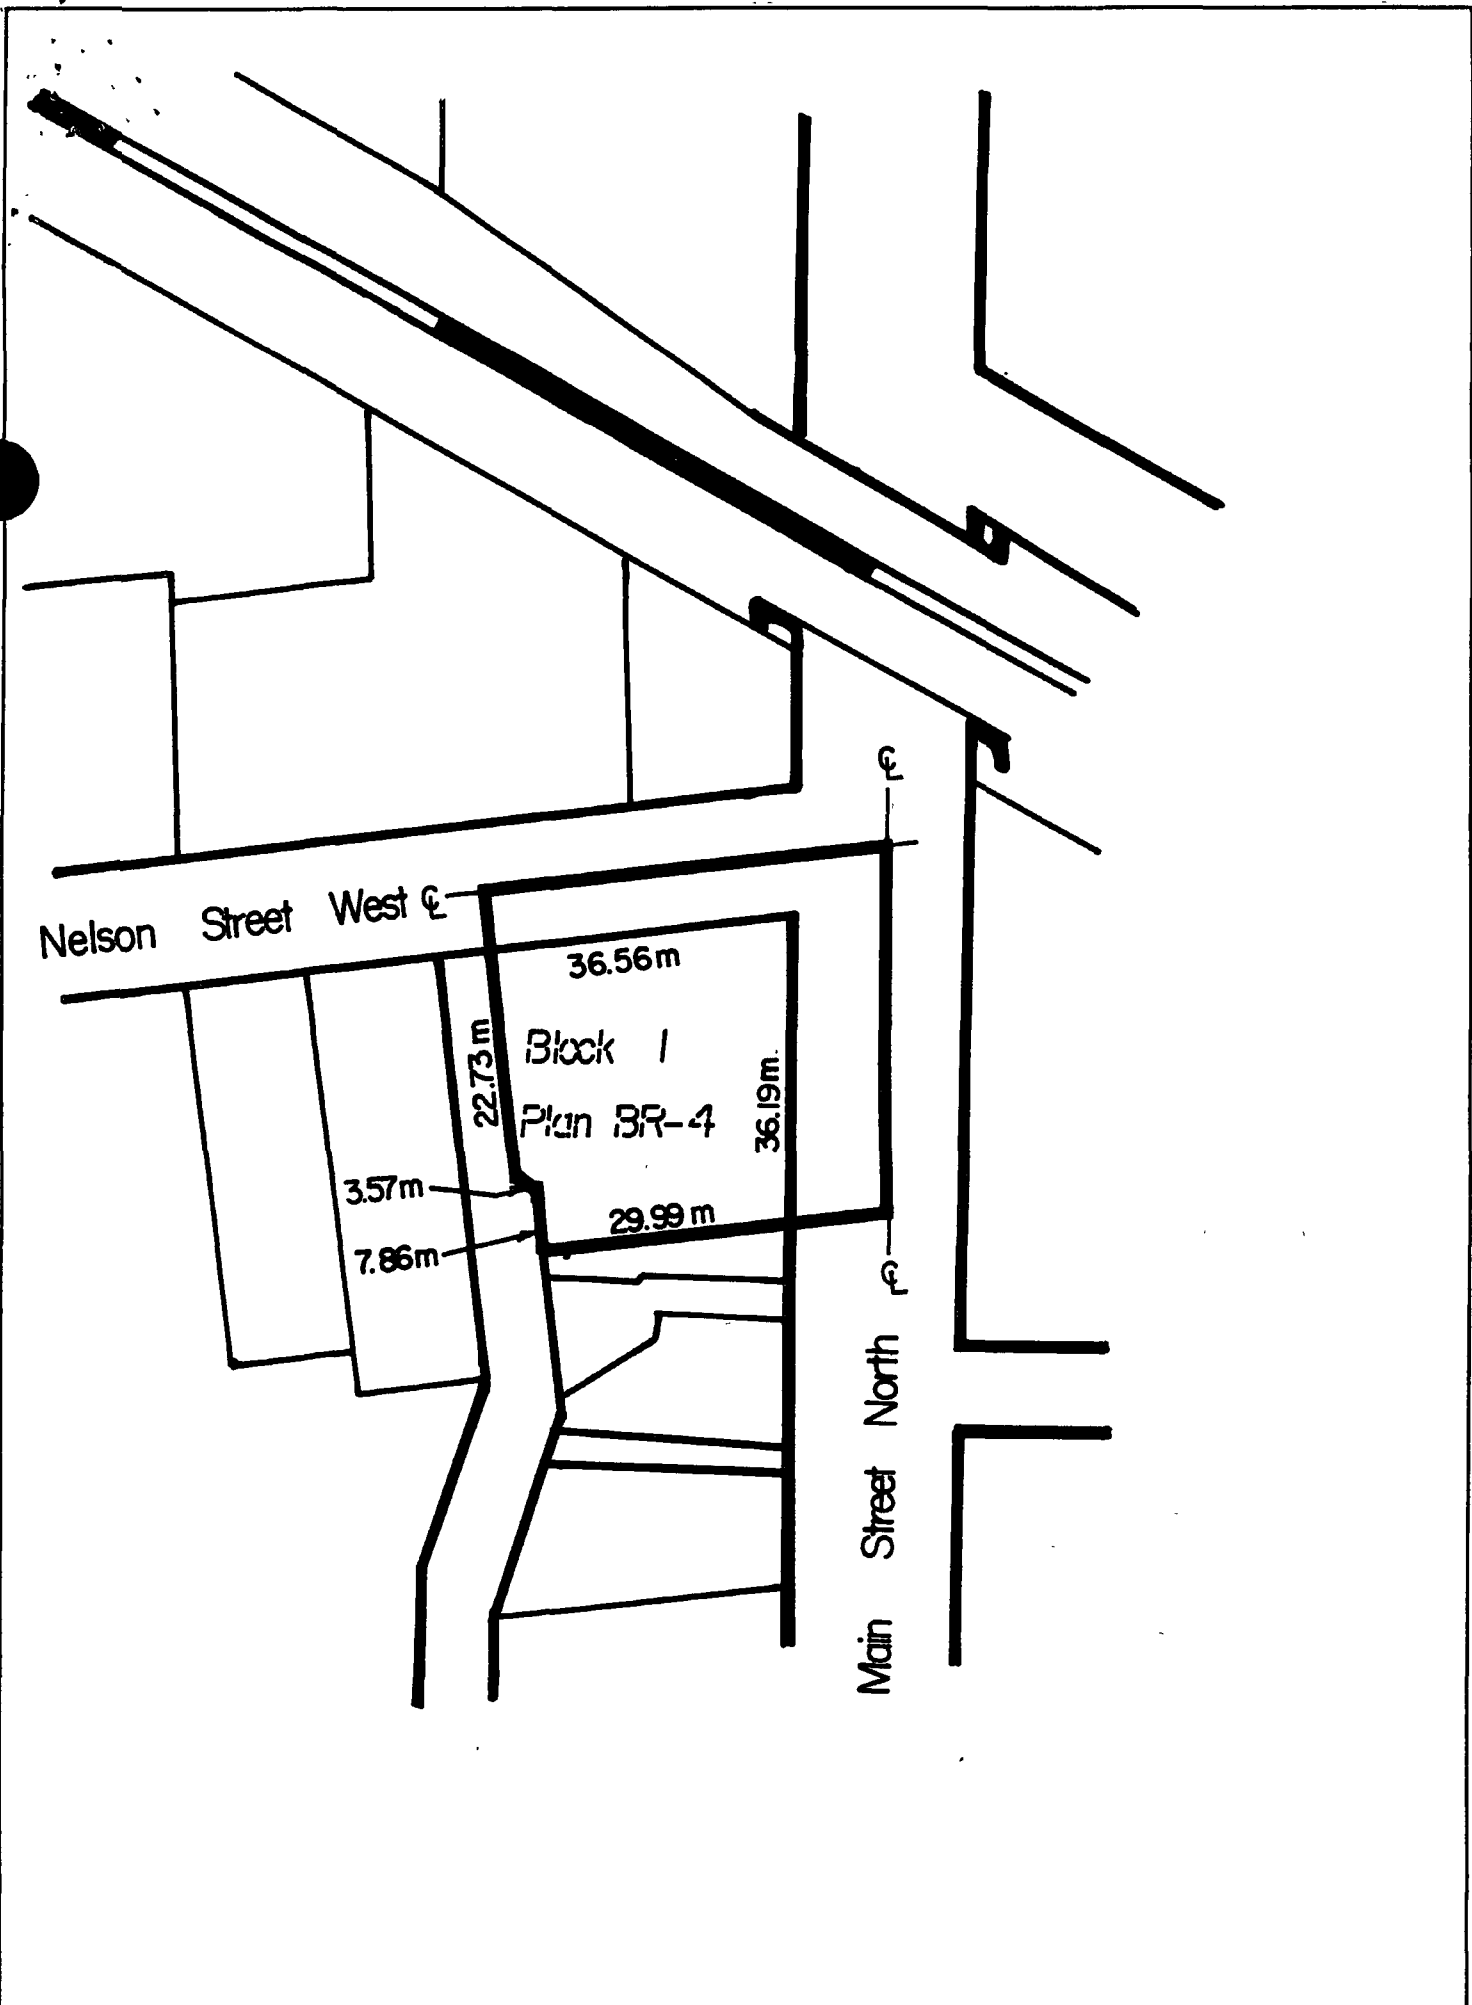 ℄
Nelson Street West ℄
36.56m
22.73m
Block 1
Plan BR-4
36.19m.
3.57m
29.99m
7.86m
℄
Main Street North